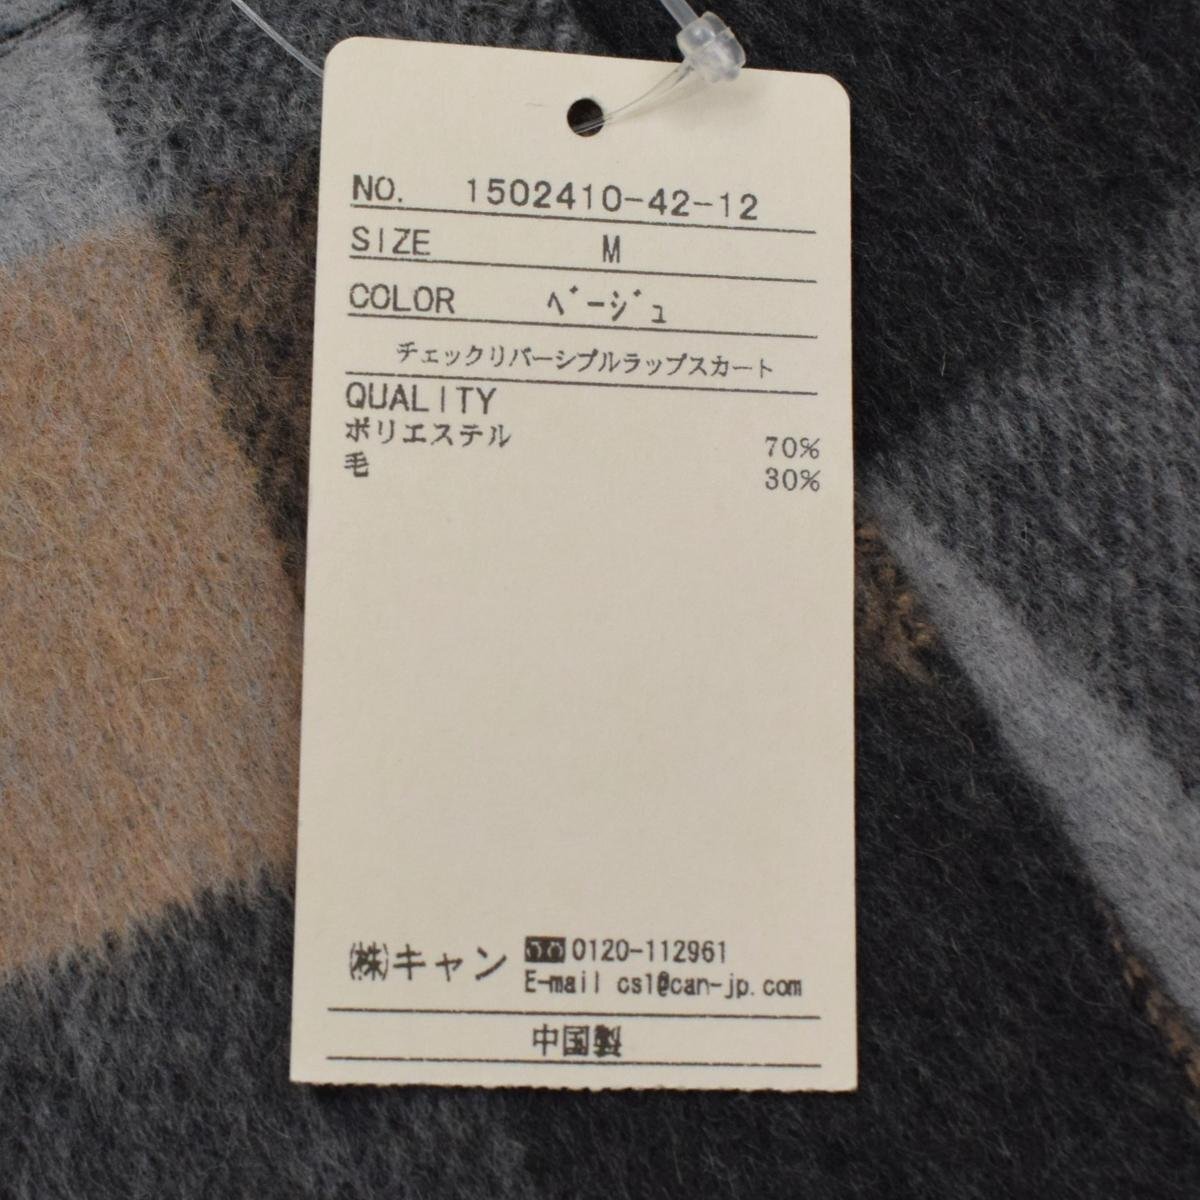 NO. 1502410-42-12
SIZE M
COLOR ﾍﾞｰｼﾞｭ
チェックリバーシブルラップスカート
QUALITY
ポリエステル 70%
毛 30%
㈱キャン 0120-112961
E-mail cs1@can-jp.com
中国製